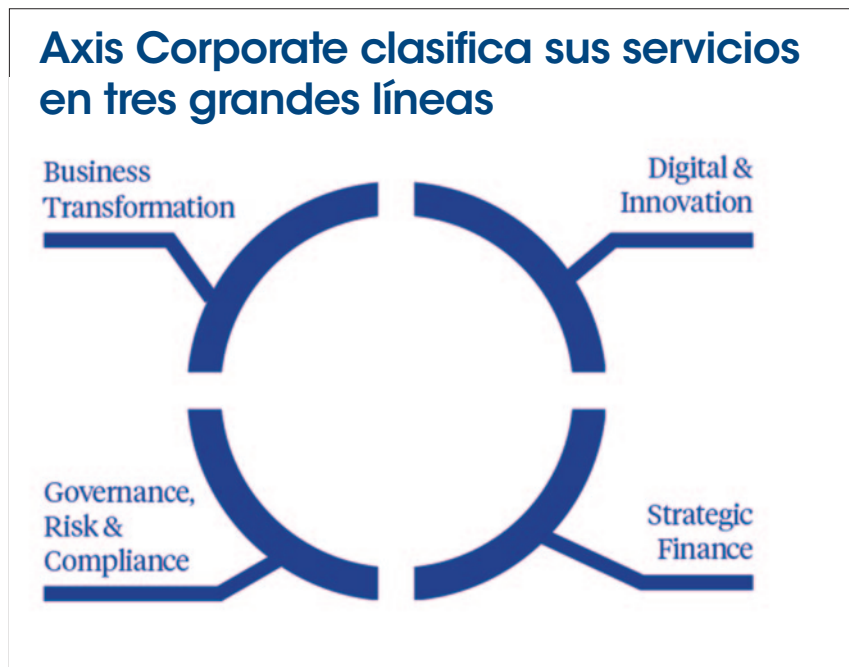 Axis Corporate clasifica sus servicios
en tres grandes líneas
Business
Transformation
Digital &
Innovation
Governance,
Risk &
Compliance
Strategic
Finance